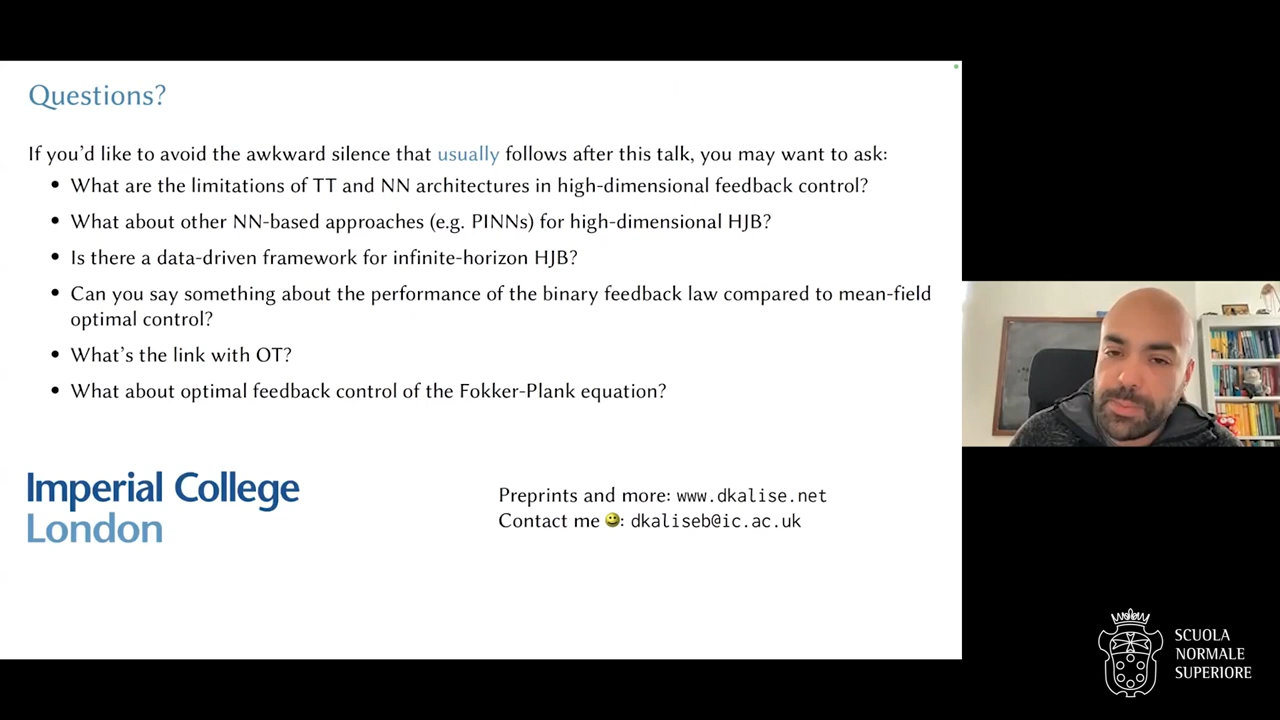 Questions?
If you'd like to avoid the awkward silence that usually follows after this talk, you may want to ask:
• What are the limitations of TT and NN architectures in high-dimensional feedback control?
• What about other NN-based approaches (e.g. PINNs) for high-dimensional HJB?
• Is there a data-driven framework for infinite-horizon HJB?
• Can you say something about the performance of the binary feedback law compared to mean-field
optimal control?
• What's the link with OT?
• What about optimal feedback control of the Fokker-Plank equation?
Imperial College
London
Preprints and more: www.dkalise.net
Contact me 😀: dkaliseb@ic.ac.uk
SCUOLA
NORMALE
SUPERIORE